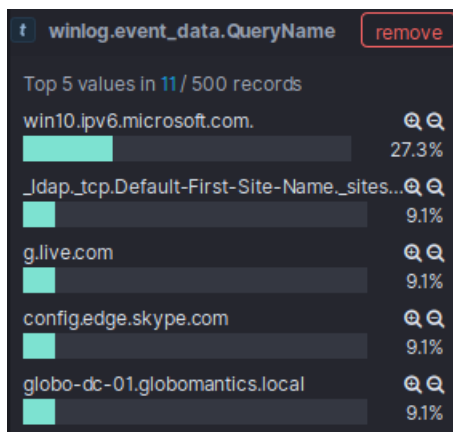 t winlog.event_data.QueryName remove
Top 5 values in 11 / 500 records
win10.ipv6.microsoft.com.
27.3%
_ldap._tcp.Default-First-Site-Name._sites...
9.1%
g.live.com
9.1%
config.edge.skype.com
9.1%
globo-dc-01.globomantics.local
9.1%